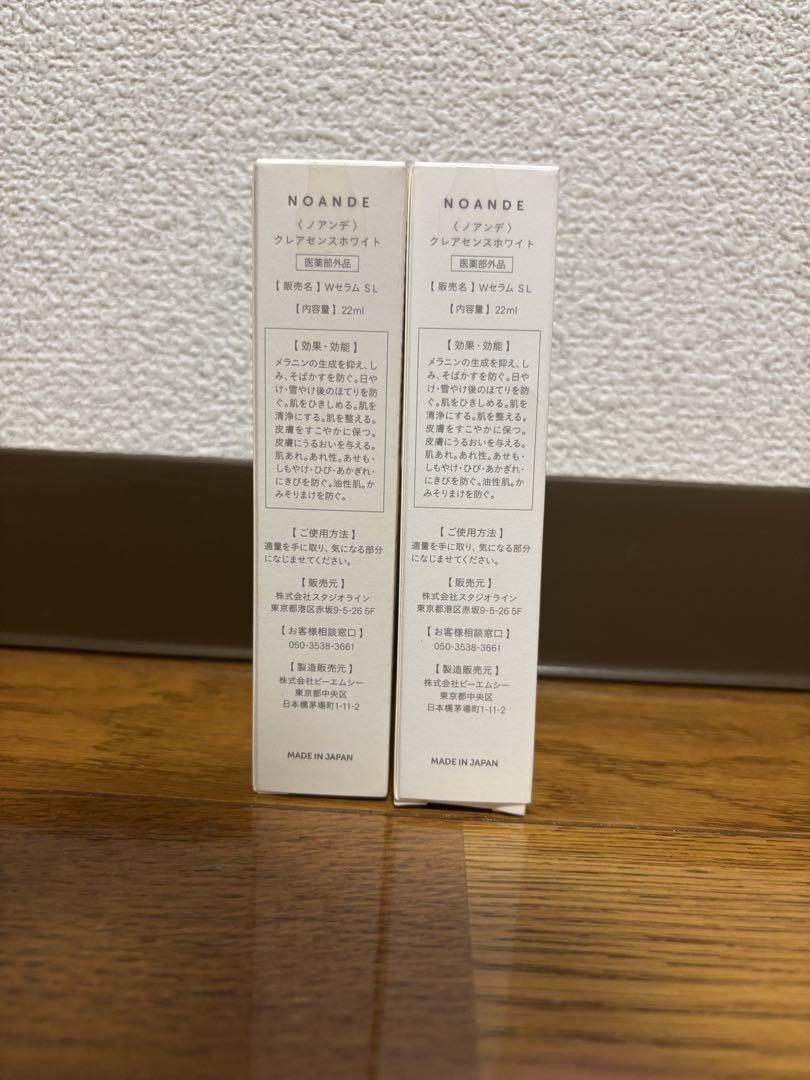 NOANDE
〈ノアンデ〉
クレアセンスホワイト
医薬部外品
【販売名】Wセラム SL
【内容量】22ml
【効果・効能】
メラニンの生成を抑え、し
み、そばかすを防ぐ。日や
け・雪やけ後のほてりを防
ぐ。肌をひきしめる。肌を
清浄にする。肌を整える。
皮膚をすこやかに保つ。
皮膚にうるおいを与える。
肌あれ。あれ性。あせも・
しもやけ・ひび・あかぎれ・
にきびを防ぐ。油性肌。か
みそりまけを防ぐ。
【ご使用方法】
適量を手に取り、気になる部分
になじませてください。
【販売元】
株式会社スタジオライン
東京都港区赤坂9-5-26 5F
【お客様相談窓口】
050-3538-3661
【製造販売元】
株式会社ピーエムシー
東京都中央区
日本橋茅場町1-11-2
MADE IN JAPAN
NOANDE
〈ノアンデ〉
クレアセンスホワイト
医薬部外品
【販売名】Wセラム SL
【内容量】22ml
【効果・効能】
メラニンの生成を抑え、し
み、そばかすを防ぐ。日や
け・雪やけ後のほてりを防
ぐ。肌をひきしめる。肌を
清浄にする。肌を整える。
皮膚をすこやかに保つ。
皮膚にうるおいを与える。
肌あれ。あれ性。あせも・
しもやけ・ひび・あかぎれ・
にきびを防ぐ。油性肌。か
みそりまけを防ぐ。
【ご使用方法】
適量を手に取り、気になる部分
になじませてください。
【販売元】
株式会社スタジオライン
東京都港区赤坂9-5-26 5F
【お客様相談窓口】
050-3538-3661
【製造販売元】
株式会社ピーエムシー
東京都中央区
日本橋茅場町1-11-2
MADE IN JAPAN